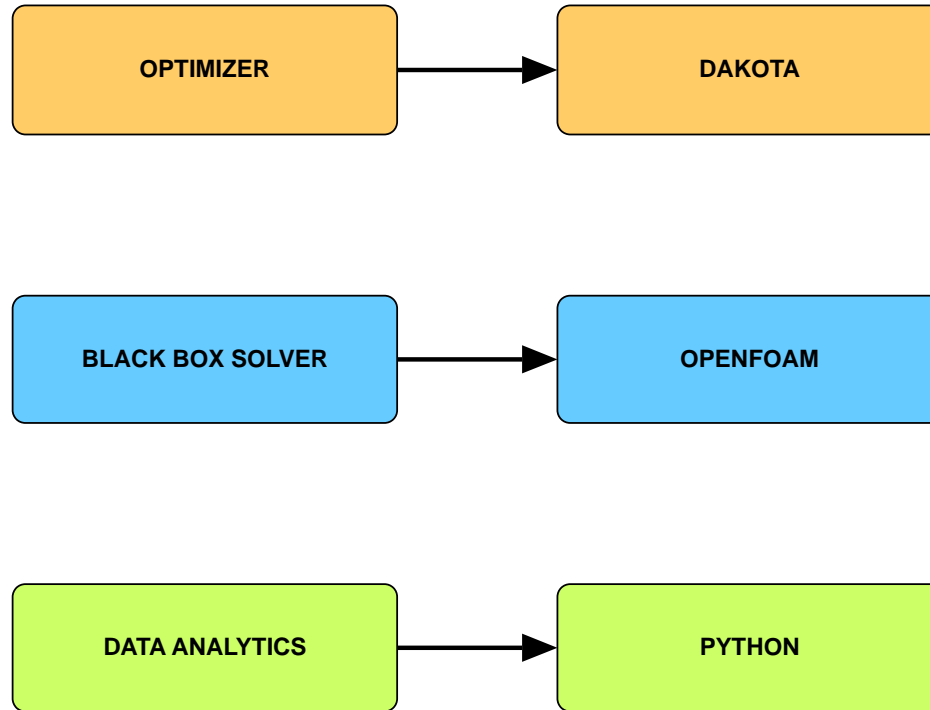 OPTIMIZER
DAKOTA
BLACK BOX SOLVER
OPENFOAM
DATA ANALYTICS
PYTHON